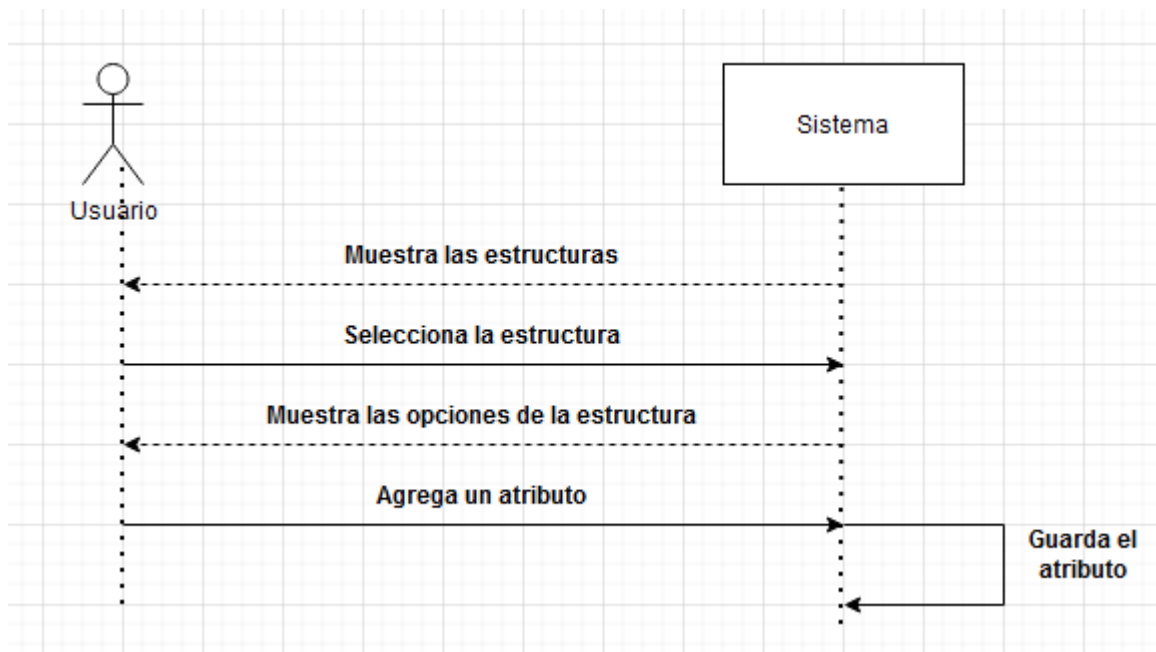 Sistema
Usuario
Muestra las estructuras
Selecciona la estructura
Muestra las opciones de la estructura
Agrega un atributo
Guarda el
atributo